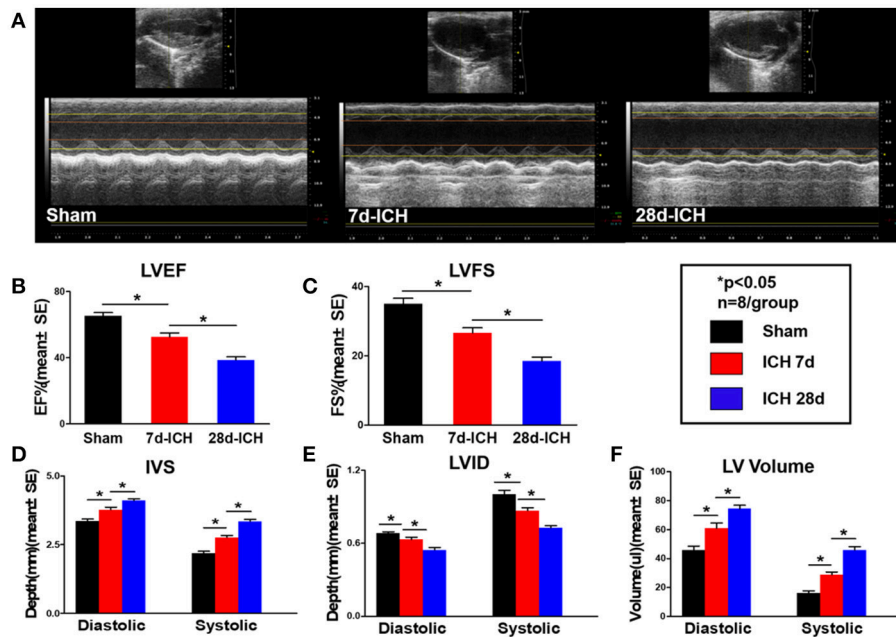 A
Sham
7d-ICH
28d-ICH
B
LVEF
EF%(mean± SE)
80
40
0
*
*
Sham
7d-ICH
28d-ICH
C
LVFS
FS%(mean± SE)
40
20
0
*
*
Sham
7d-ICH
28d-ICH
*p<0.05
n=8/group
Sham
ICH 7d
ICH 28d
D
IVS
Depth(mm)(mean± SE)
5.0
2.5
0.0
*
*
*
*
Diastolic
Systolic
E
LVID
Depth(mm)(mean± SE)
1.2
0.6
0.0
*
*
*
*
Diastolic
Systolic
F
LV Volume
Volume(ul)(mean± SE)
100
80
60
40
20
0
*
*
*
*
Diastolic
Systolic